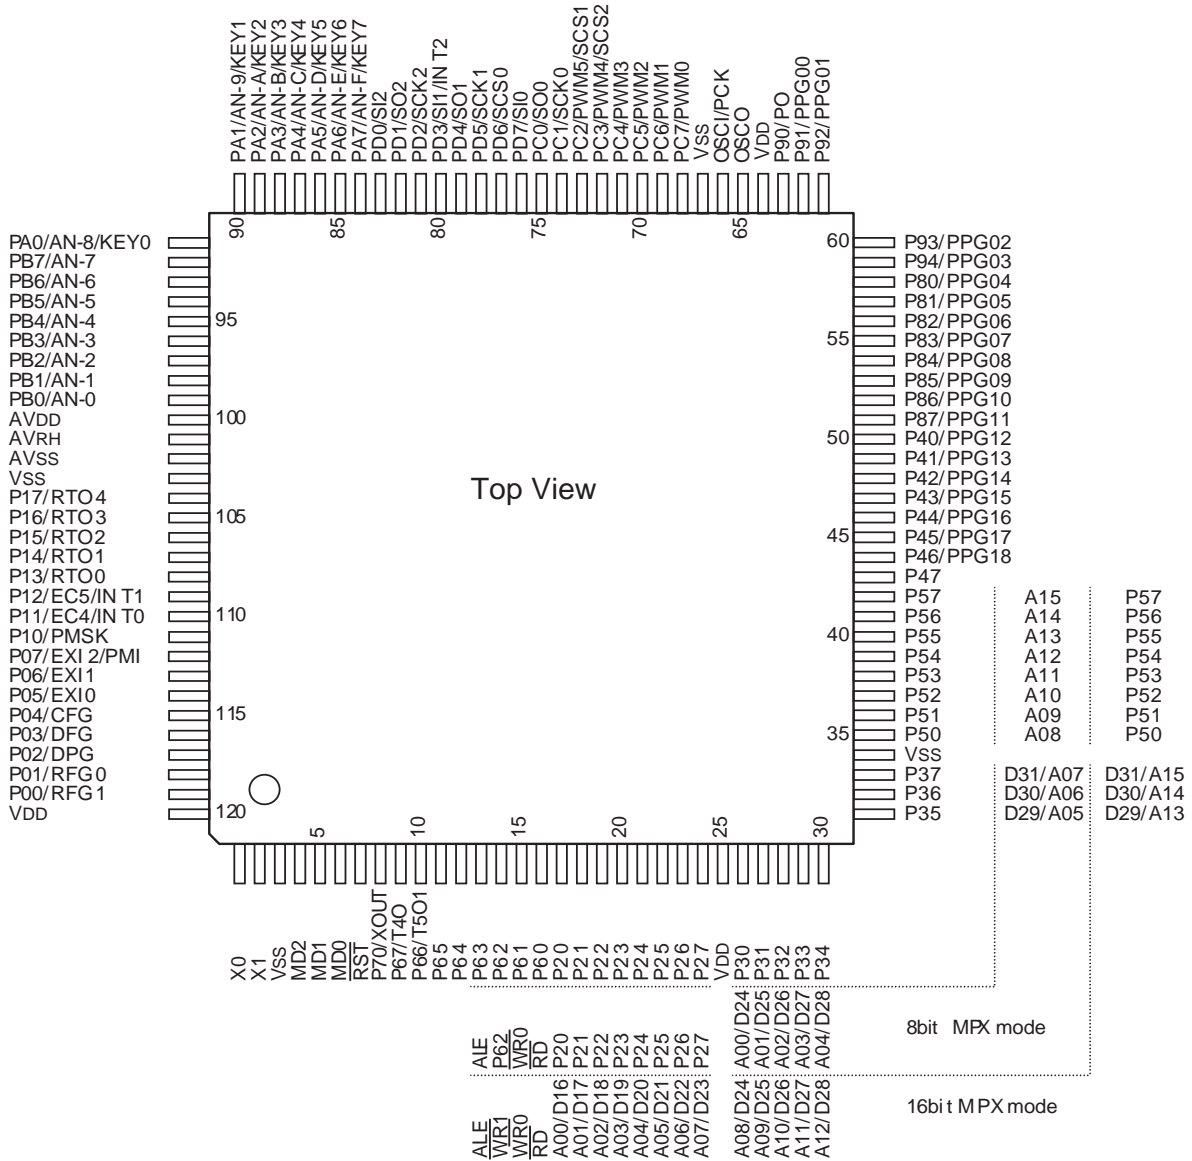 PA1/AN-9/KEY1
PA2/AN-A/KEY2
PA3/AN-B/KEY3
PA4/AN-C/KEY4
PA5/AN-D/KEY5
PA6/AN-E/KEY6
PA7/AN-F/KEY7
PD0/SI2
PD1/SO2
PD2/SCK2
PD3/SI1/INT2
PD4/SO1
PD5/SCK1
PD6/SCS0
PD7/SI0
PC0/SO0
PC1/SCK0
PC2/PWM5/SCS1
PC3/PWM4/SCS2
PC4/PWM3
PC5/PWM2
PC6/PWM1
PC7/PWM0
VSS
OSCI/PCK
OSCO
VDD
P90/PO
P91/PPG00
P92/PPG01
90 85 80 75 70 65
PA0/AN-8/KEY0
PB7/AN-7
PB6/AN-6
PB5/AN-5
PB4/AN-4
PB3/AN-3
PB2/AN-2
PB1/AN-1
PB0/AN-0
AVDD
AVRH
AVSS
VSS
P17/RTO4
P16/RTO3
P15/RTO2
P14/RTO1
P13/RTO0
P12/EC5/INT1
P11/EC4/INT0
P10/PMSK
P07/EXI2/PMI
P06/EXI1
P05/EXI0
P04/CFG
P03/DFG
P02/DPG
P01/RFG0
P00/RFG1
VDD
95
100
105
110
115
120
Top View
60
55
50
45
40
35
P93/PPG02
P94/PPG03
P80/PPG04
P81/PPG05
P82/PPG06
P83/PPG07
P84/PPG08
P85/PPG09
P86/PPG10
P87/PPG11
P40/PPG12
P41/PPG13
P42/PPG14
P43/PPG15
P44/PPG16
P45/PPG17
P46/PPG18
P47
P57 A15 P57
P56 A14 P56
P55 A13 P55
P54 A12 P54
P53 A11 P53
P52 A10 P52
P51 A09 P51
P50 A08 P50
VSS
P37 D31/A07 D31/A15
P36 D30/A06 D30/A14
P35 D29/A05 D29/A13
5 10 15 20 25 30
X0
X1
VSS
MD2
MD1
MD0
RST
P70/XOUT
P67/T4O
P66/T5O1
P65
P64
P63
P62
P61
P60
P20
P21
P22
P23
P24
P25
P26
P27
VDD
P30
P31
P32
P33
P34
ALE
P62
WR0
RD
P20
P21
P22
P23
P24
P25
P26
P27
A00/D24
A01/D25
A02/D26
A03/D27
A04/D28
8bit MPX mode
ALE
WR1
WR0
RD
A00/D16
A01/D17
A02/D18
A03/D19
A04/D20
A05/D21
A06/D22
A07/D23
A08/D24
A09/D25
A10/D26
A11/D27
A12/D28
16bit MPX mode